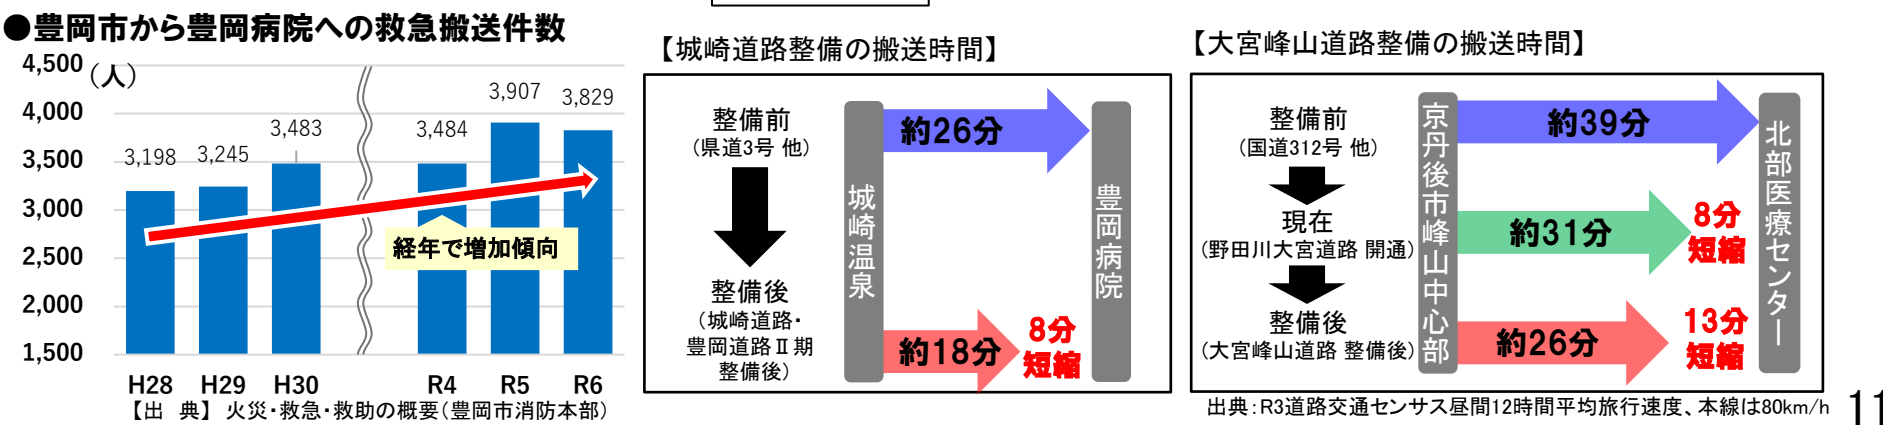 ●豊岡市から豊岡病院への救急搬送件数
(人)
4,500
4,000
3,500
3,000
2,500
2,000
1,500
3,198
3,245
3,483
3,484
3,907
3,829
経年で増加傾向
H28 H29 H30 R4 R5 R6
【出 典】 火災・救急・救助の概要(豊岡市消防本部)
【城崎道路整備の搬送時間】
整備前
(県道3号 他)
整備後
(城崎道路・
豊岡道路Ⅱ期
整備後)
城崎温泉
約26分
約18分
8分
短縮
豊岡病院
【大宮峰山道路整備の搬送時間】
整備前
(国道312号 他)
現在
(野田川大宮道路 開通)
整備後
(大宮峰山道路 整備後)
京丹後市峰山中心部
約39分
約31分
8分
短縮
約26分
13分
短縮
北部医療センター
出典:R3道路交通センサス昼間12時間平均旅行速度、本線は80km/h
11